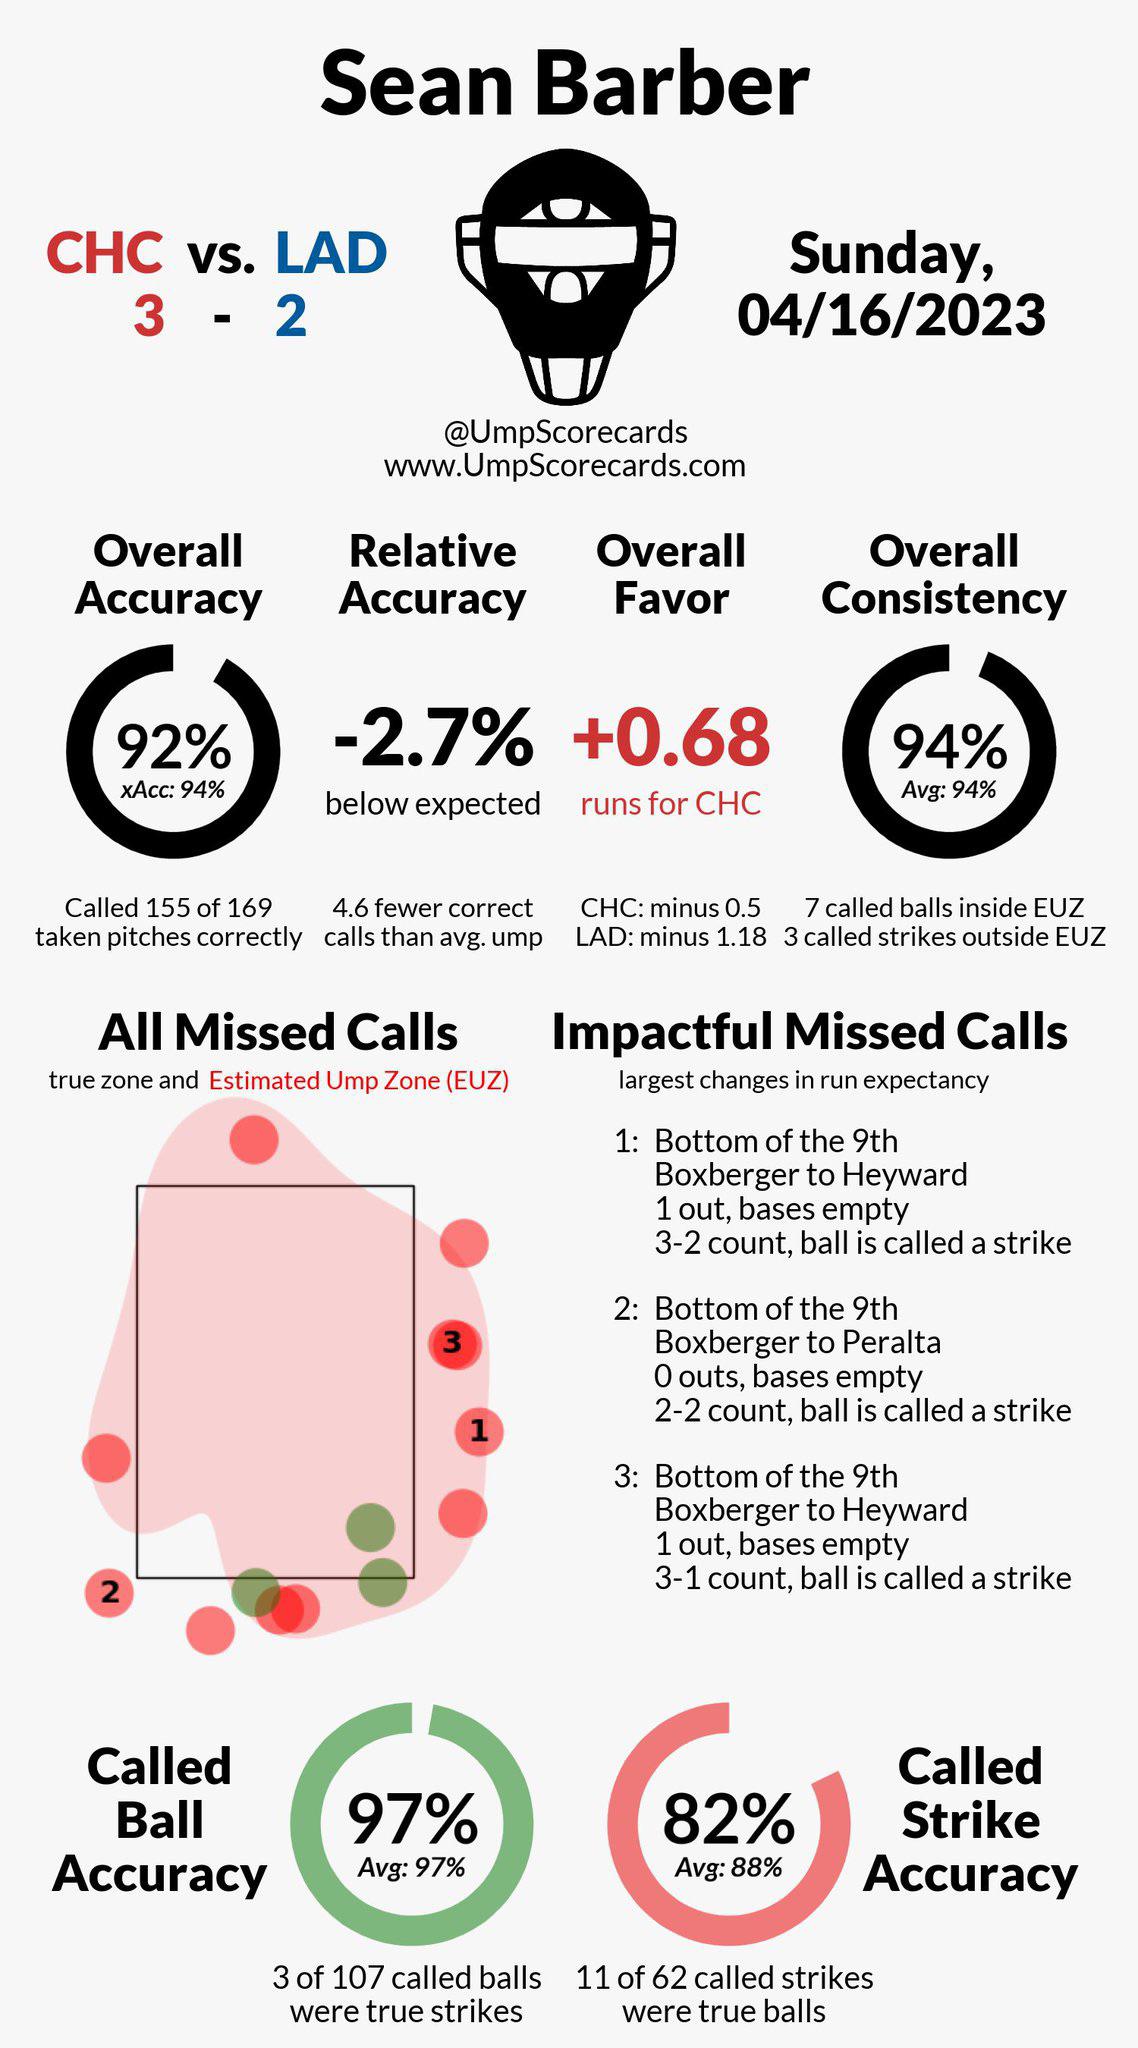 Sean Barber
CHC vs. LAD
3 - 2
Sunday,
04/16/2023
@UmpScorecards
www.UmpScorecards.com
Overall
Accuracy
92%
xAcc: 94%
Called 155 of 169
taken pitches correctly
Relative
Accuracy
-2.7%
below expected
4.6 fewer correct
calls than avg. ump
Overall
Favor
+0.68
runs for CHC
CHC: minus 0.5
LAD: minus 1.18
Overall
Consistency
94%
Avg: 94%
7 called balls inside EUZ
3 called strikes outside EUZ
All Missed Calls
true zone and Estimated Ump Zone (EUZ)
3
1
2
Impactful Missed Calls
largest changes in run expectancy
1: Bottom of the 9th
Boxberger to Heyward
1 out, bases empty
3-2 count, ball is called a strike
2: Bottom of the 9th
Boxberger to Peralta
0 outs, bases empty
2-2 count, ball is called a strike
3: Bottom of the 9th
Boxberger to Heyward
1 out, bases empty
3-1 count, ball is called a strike
Called
Ball
Accuracy
97%
Avg: 97%
3 of 107 called balls
were true strikes
82%
Avg: 88%
11 of 62 called strikes
were true balls
Called
Strike
Accuracy